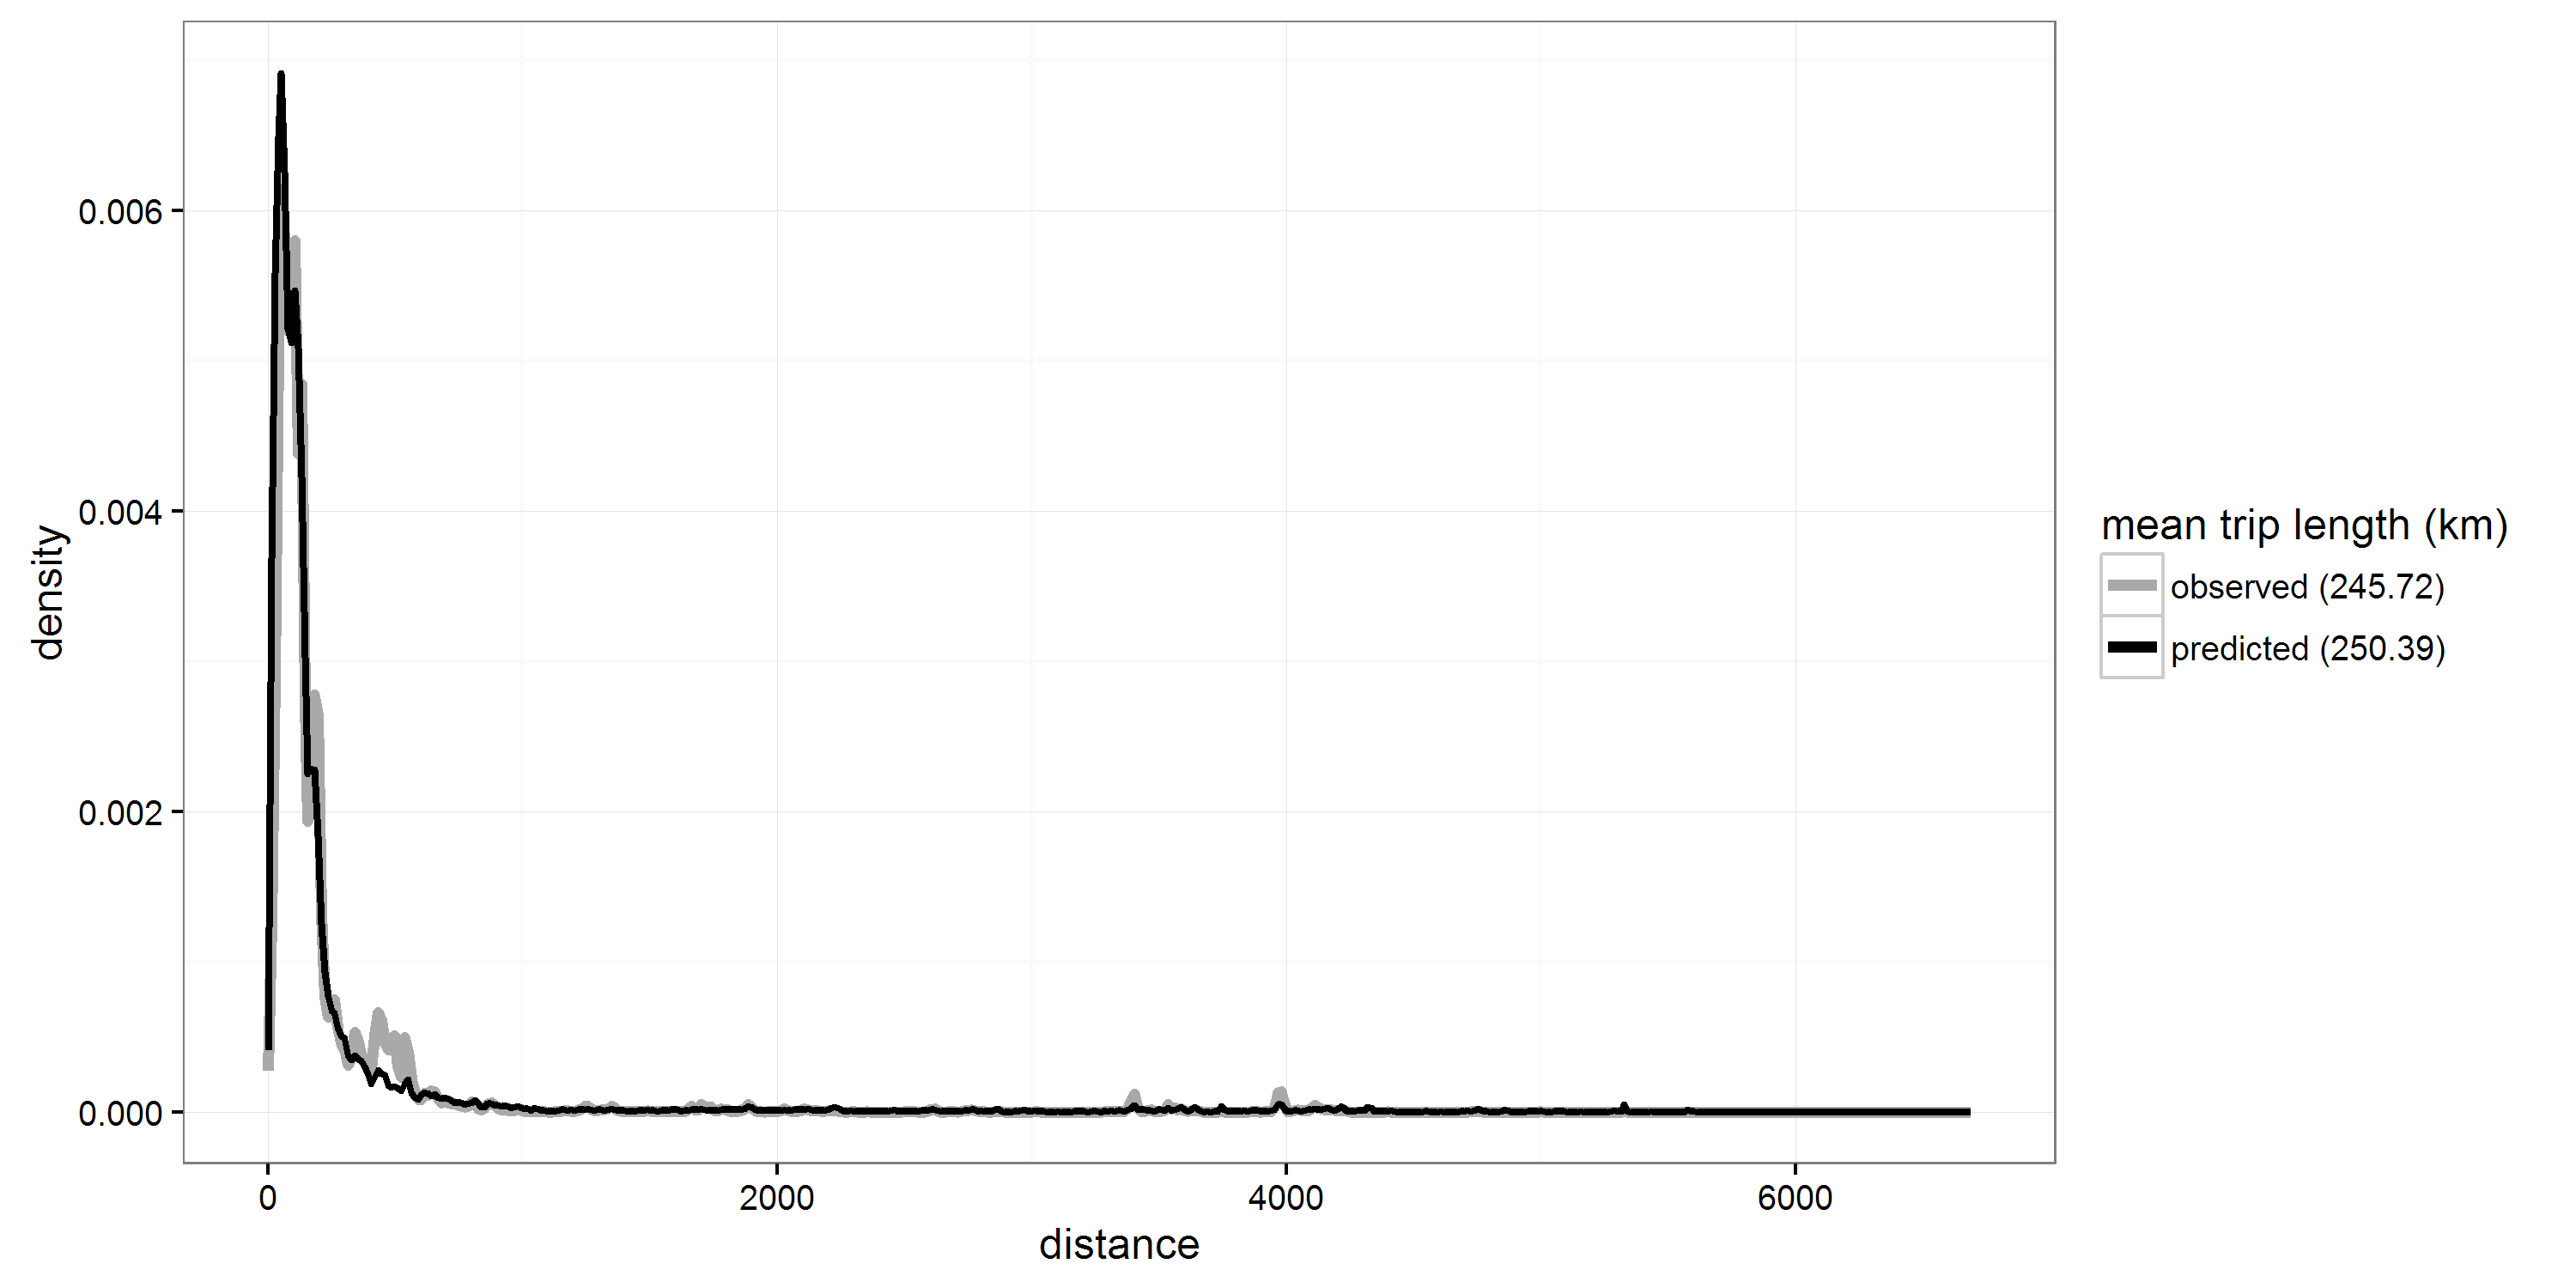 0.006
0.004
0.002
0.000
density
0
2000
4000
6000
distance
mean trip length (km)
observed (245.72)
predicted (250.39)